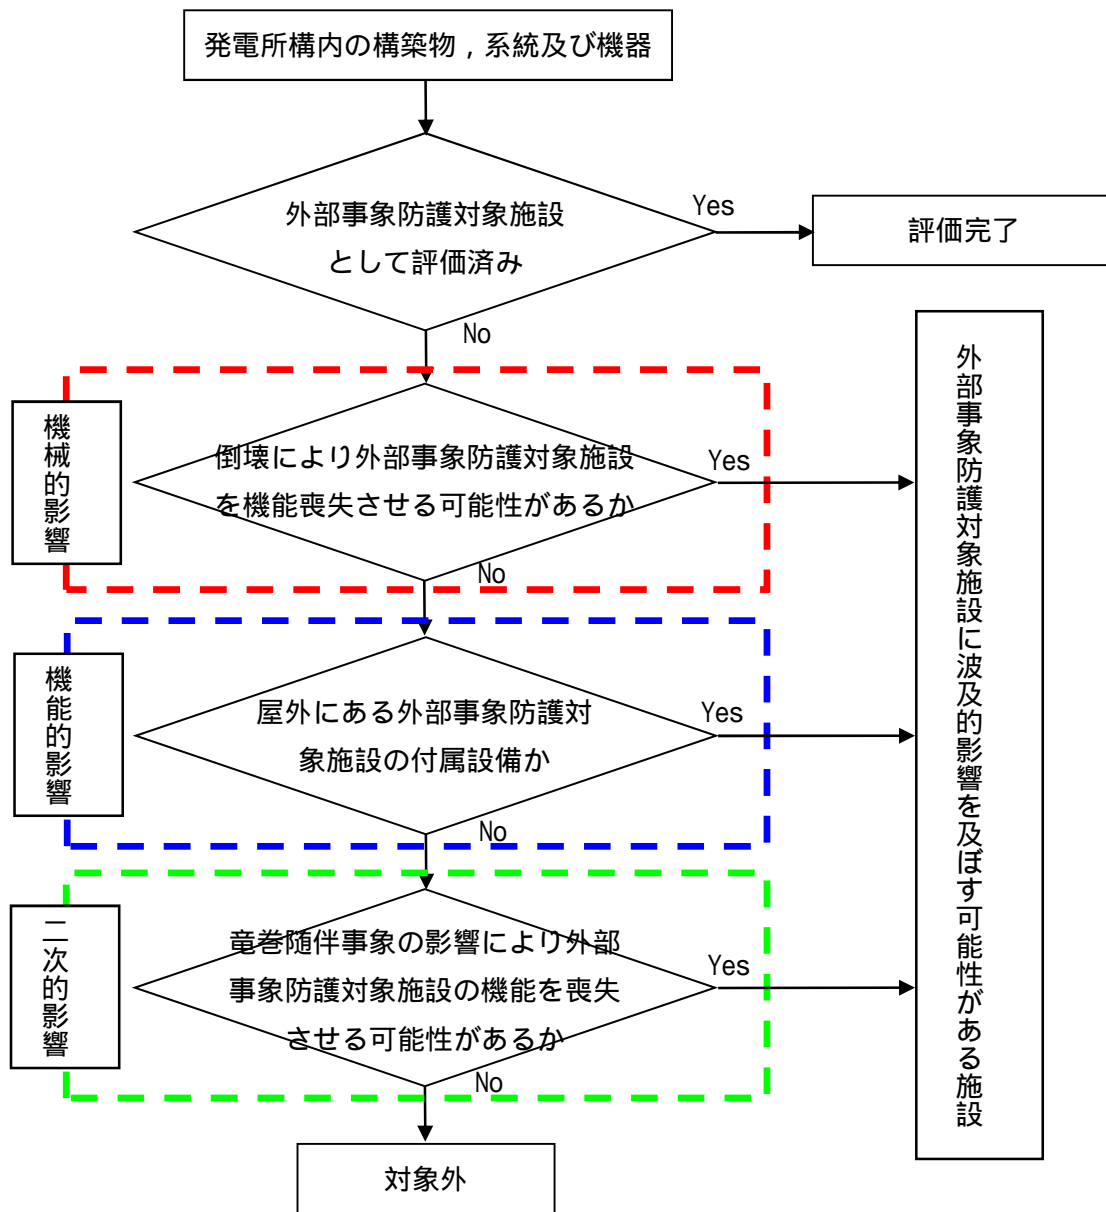 発電所構内の構築物，系統及び機器
外部事象防護対象施設
として評価済み
Yes
評価完了
No
機械的影響
倒壊により外部事象防護対象施設
を機能喪失させる可能性があるか
Yes
No
機能的影響
屋外にある外部事象防護対
象施設の付属設備か
Yes
No
二次的影響
竜巻随伴事象の影響により外部
事象防護対象施設の機能を喪失
させる可能性があるか
Yes
No
外部事象防護対象施設に波及的影響を及ぼす可能性がある施設
対象外